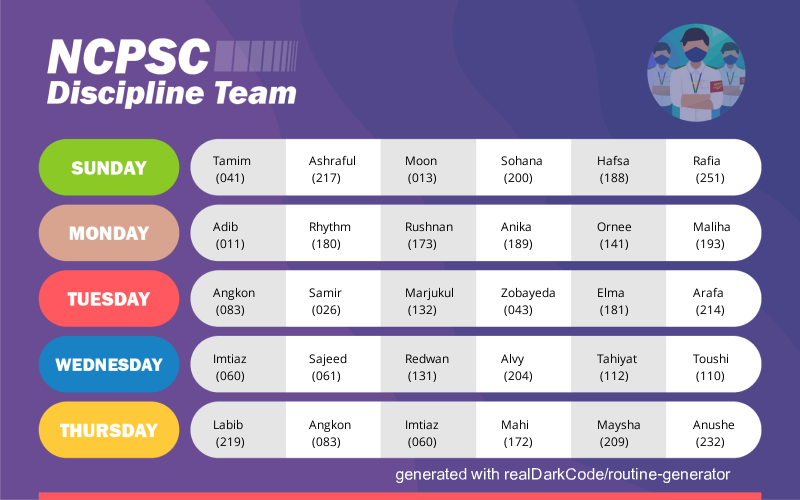 NCPSC
Discipline Team
SUNDAY
Tamim Ashraful Moon Sohana Hafsa Rafia
(041) (217) (013) (200) (188) (251)
MONDAY
Adib Rhythm Rushnan Anika Ornee Maliha
(011) (180) (173) (189) (141) (193)
TUESDAY
Angkon Samir Marjukul Zobayeda Elma Arafa
(083) (026) (132) (043) (181) (214)
WEDNESDAY
Imtiaz Sajeed Redwan Alvy Tahiyat Toushi
(060) (061) (131) (204) (112) (110)
THURSDAY
Labib Angkon Imtiaz Mahi Maysha Anushe
(219) (083) (060) (172) (209) (232)
generated with realDarkCode/routine-generator